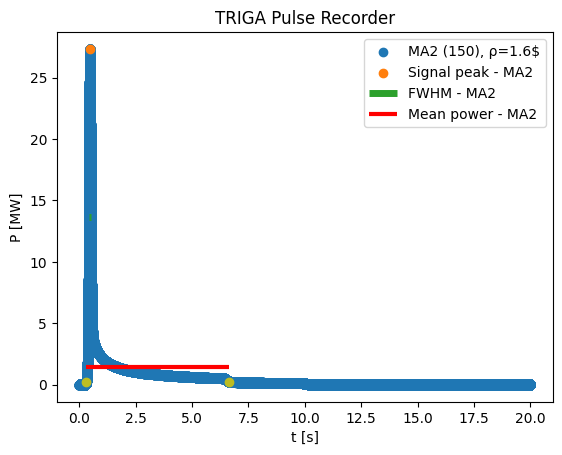 TRIGA Pulse Recorder
MA2 (150), ρ=1.6$
Signal peak - MA2
FWHM - MA2
Mean power - MA2
P [MW]
25
20
15
10
5
0
0.0 2.5 5.0 7.5 10.0 12.5 15.0 17.5 20.0
t [s]